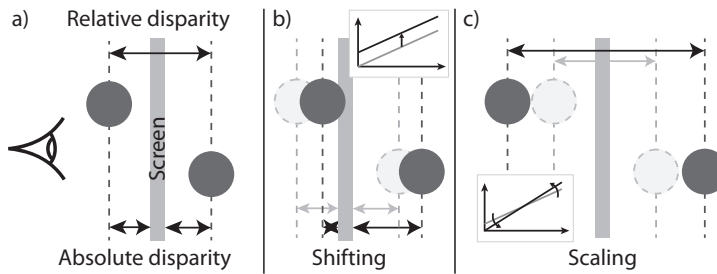 a) Relative disparity
Screen
Absolute disparity
b)
Shifting
c)
Scaling